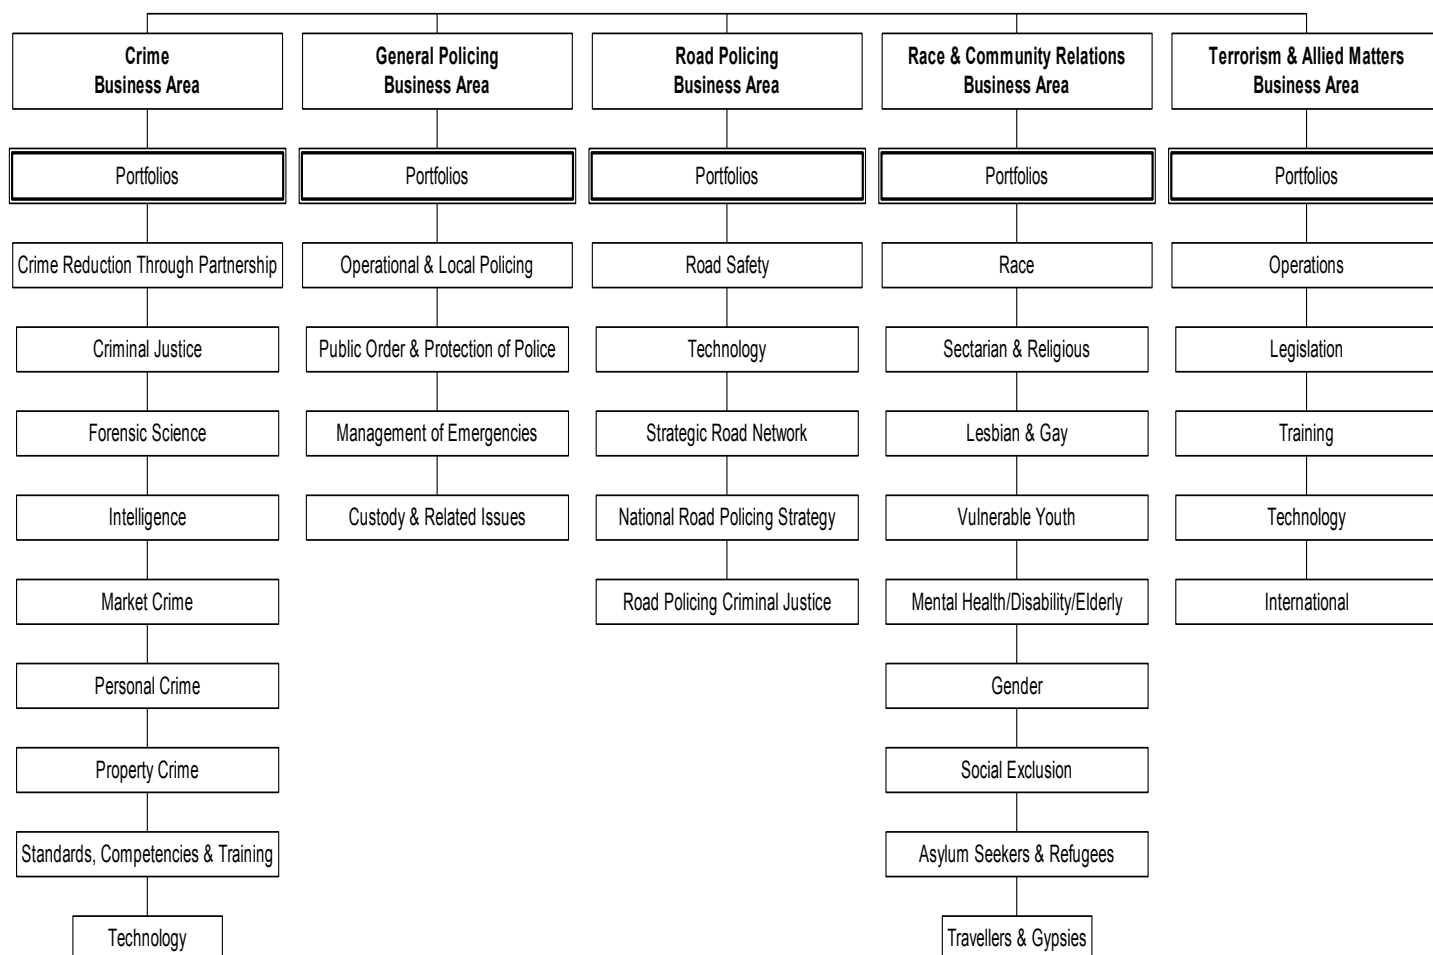 Crime
Business Area
General Policing
Business Area
Road Policing
Business Area
Race & Community Relations
Business Area
Terrorism & Allied Matters
Business Area
Portfolios
Portfolios
Portfolios
Portfolios
Portfolios
Crime Reduction Through Partnership
Operational & Local Policing
Road Safety
Race
Operations
Criminal Justice
Public Order & Protection of Police
Technology
Sectarian & Religious
Legislation
Forensic Science
Management of Emergencies
Strategic Road Network
Lesbian & Gay
Training
Intelligence
Custody & Related Issues
National Road Policing Strategy
Vulnerable Youth
Technology
Market Crime
Road Policing Criminal Justice
Mental Health/Disability/Elderly
International
Personal Crime
Gender
Property Crime
Social Exclusion
Standards, Competencies & Training
Asylum Seekers & Refugees
Technology
Travellers & Gypsies